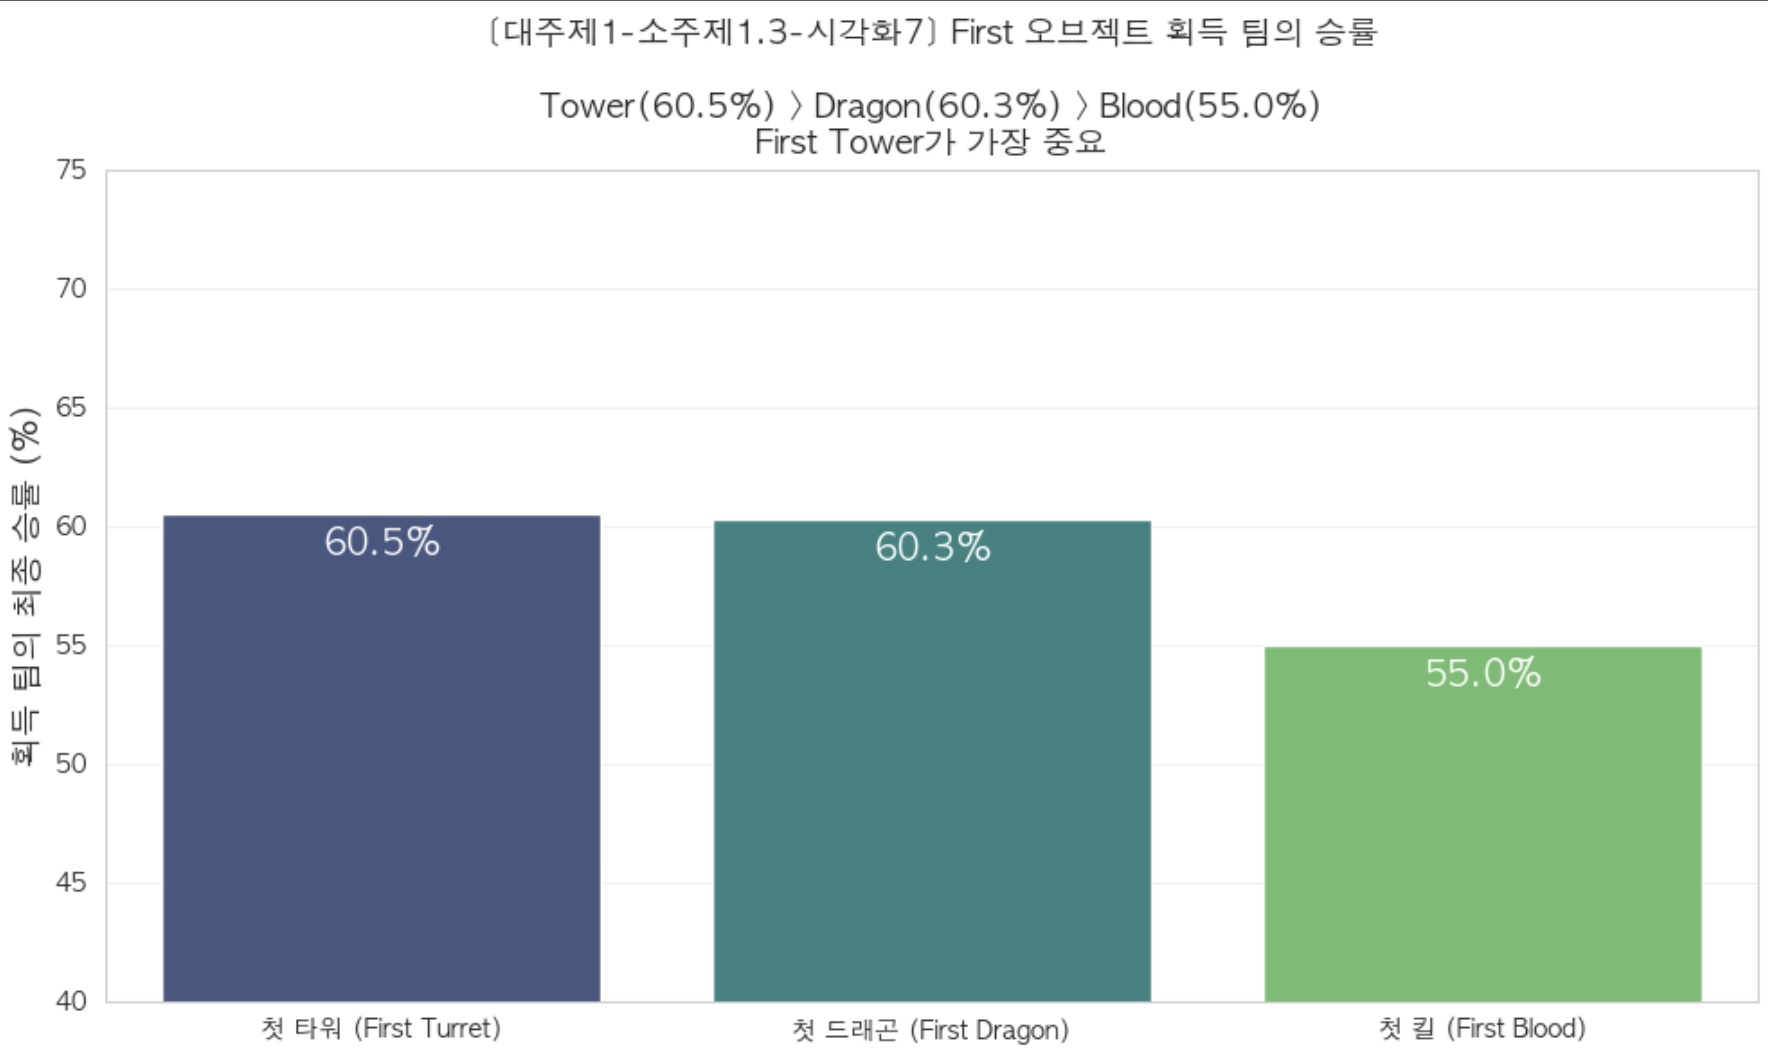 [대주제1-소주제1.3-시각화7] First 오브젝트 획득 팀의 승률
Tower(60.5%) > Dragon(60.3%) > Blood(55.0%)
First Tower가 가장 중요
획득 팀의 최종 승률 (%)
75
70
65
60
55
50
45
40
60.5%
60.3%
55.0%
첫 타워 (First Turret)
첫 드래곤 (First Dragon)
첫 킬 (First Blood)